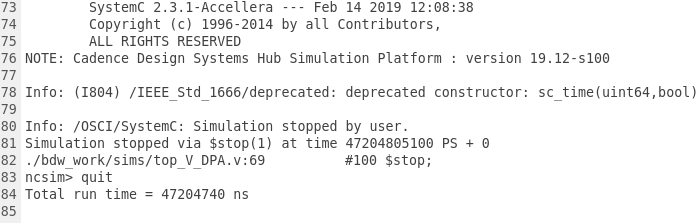 73 SystemC 2.3.1-Accellera --- Feb 14 2019 12:08:38
74 Copyright (c) 1996-2014 by all Contributors,
75 ALL RIGHTS RESERVED
76 NOTE: Cadence Design Systems Hub Simulation Platform : version 19.12-s100
77
78 Info: (I804) /IEEE_Std_1666/deprecated: deprecated constructor: sc_time(uint64,bool)
79
80 Info: /OSCI/SystemC: Simulation stopped by user.
81 Simulation stopped via $stop(1) at time 47204805100 PS + 0
82 ./bdw_work/sims/top_V_DPA.v:69 #100 $stop;
83 ncsim> quit
84 Total run time = 47204740 ns
85